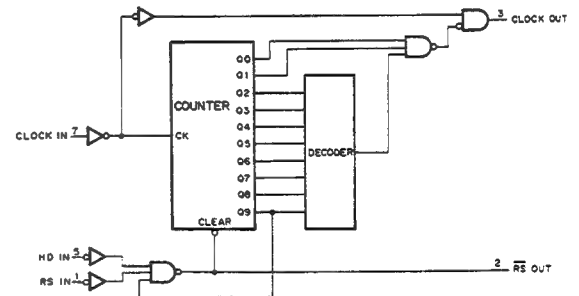 3 CLOCK OUT
Q0
Q1
Q2
COUNTER
Q3
Q4
CLOCK IN 7
CK
Q5
DECODER
Q6
Q7
Q8
Q9
CLEAR
HD IN 5
2 RS OUT
RS IN 1